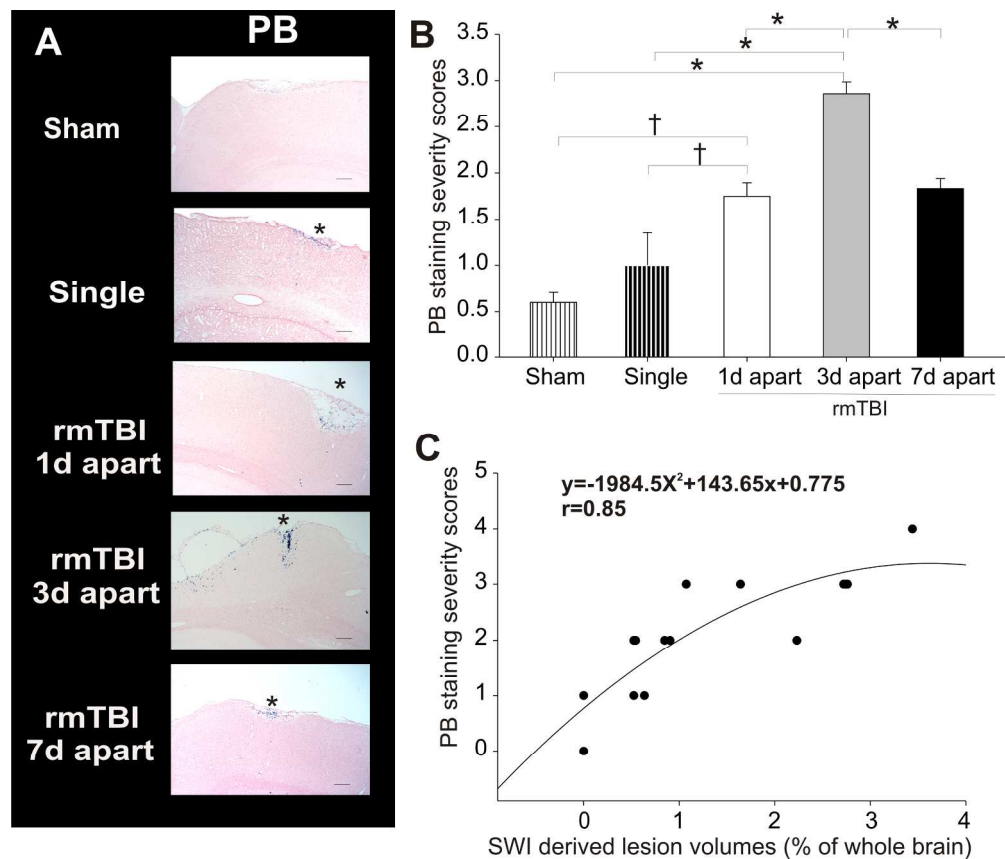 A
PB
Sham
*
Single
*
rmTBI
1d apart
*
rmTBI
3d apart
*
rmTBI
7d apart
B
PB staining severity scores
3.5
3.0
2.5
2.0
1.5
1.0
0.5
0.0
* *
*
*
†
†
Sham Single 1d apart 3d apart 7d apart
rmTBI
C
y=-1984.5X²+143.65x+0.775
r=0.85
PB staining severity scores
5
4
3
2
1
0
0 1 2 3 4
SWI derived lesion volumes (% of whole brain)